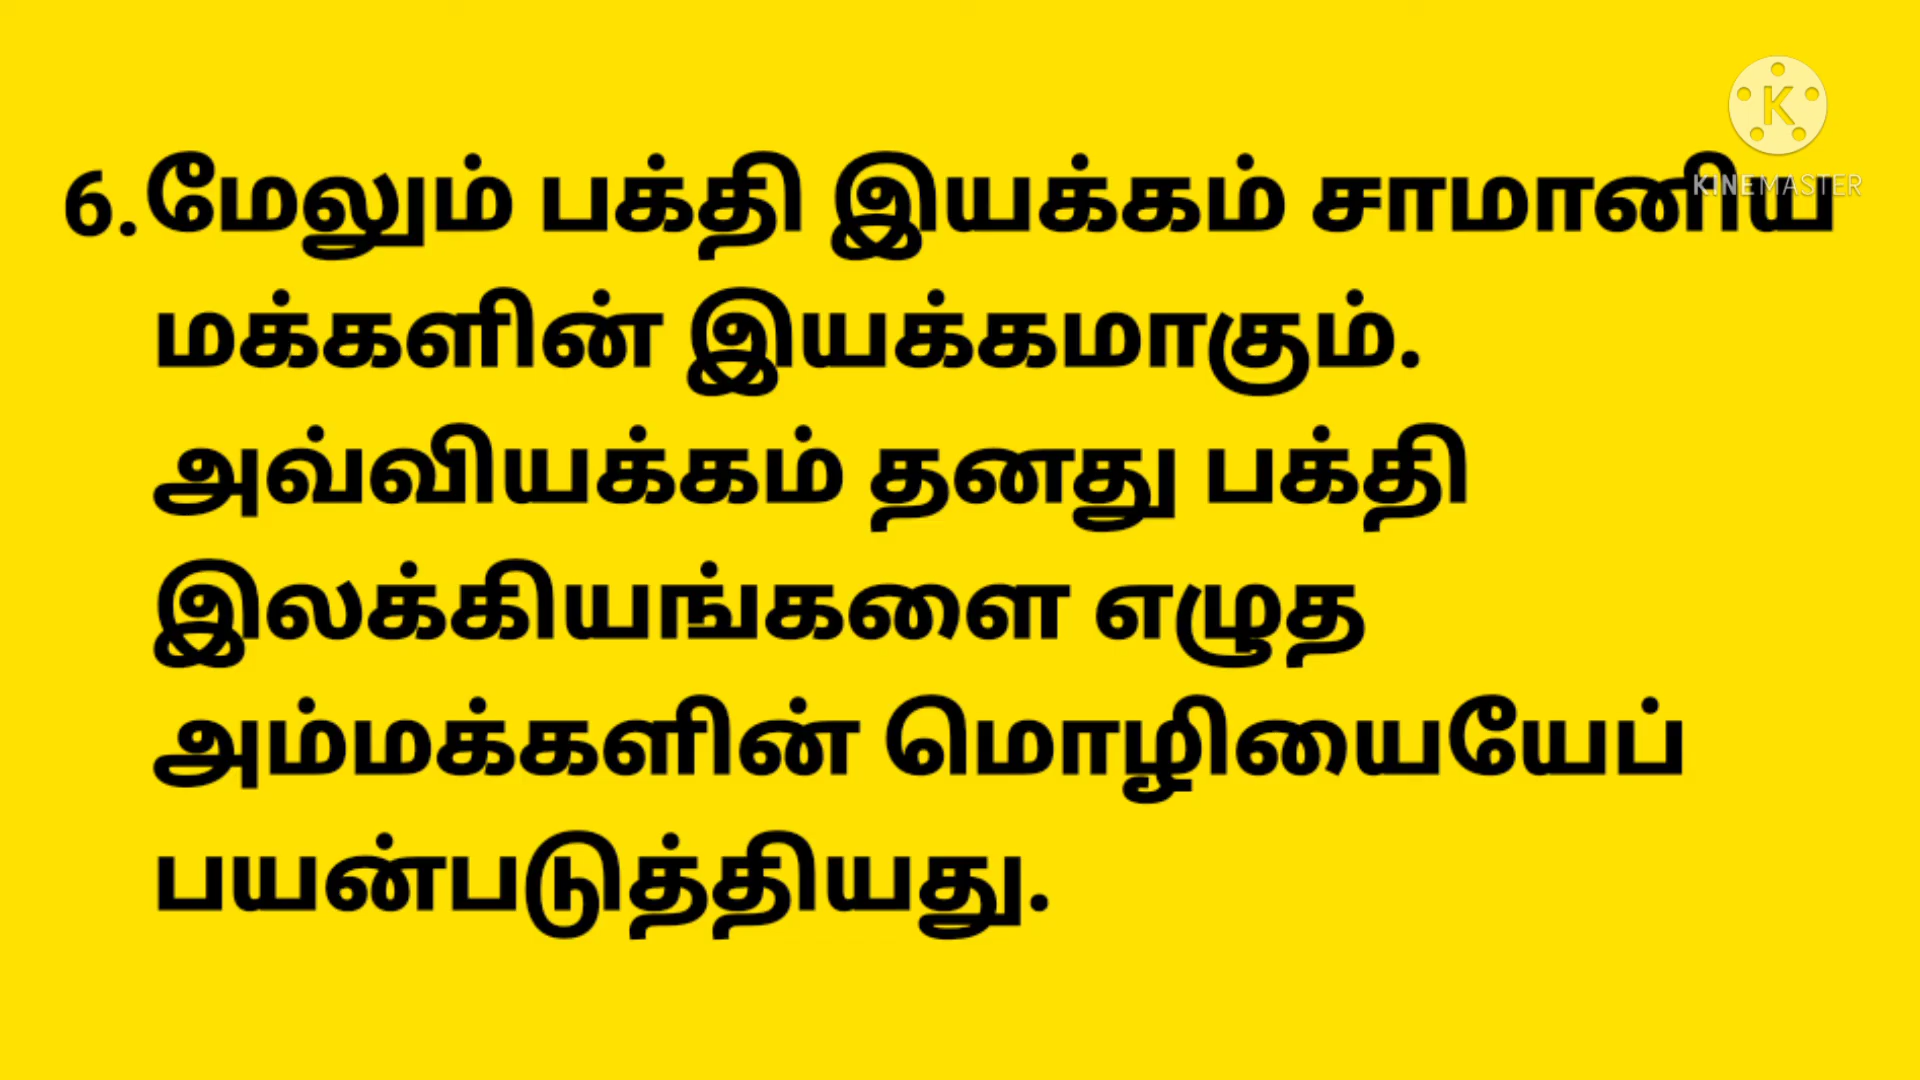 KINEMASTER
6.மேலும் பக்தி இயக்கம் சாமானிய
மக்களின் இயக்கமாகும்.
அவ்வியக்கம் தனது பக்தி
இலக்கியங்களை எழுத
அம்மக்களின் மொழியையேப்
பயன்படுத்தியது.